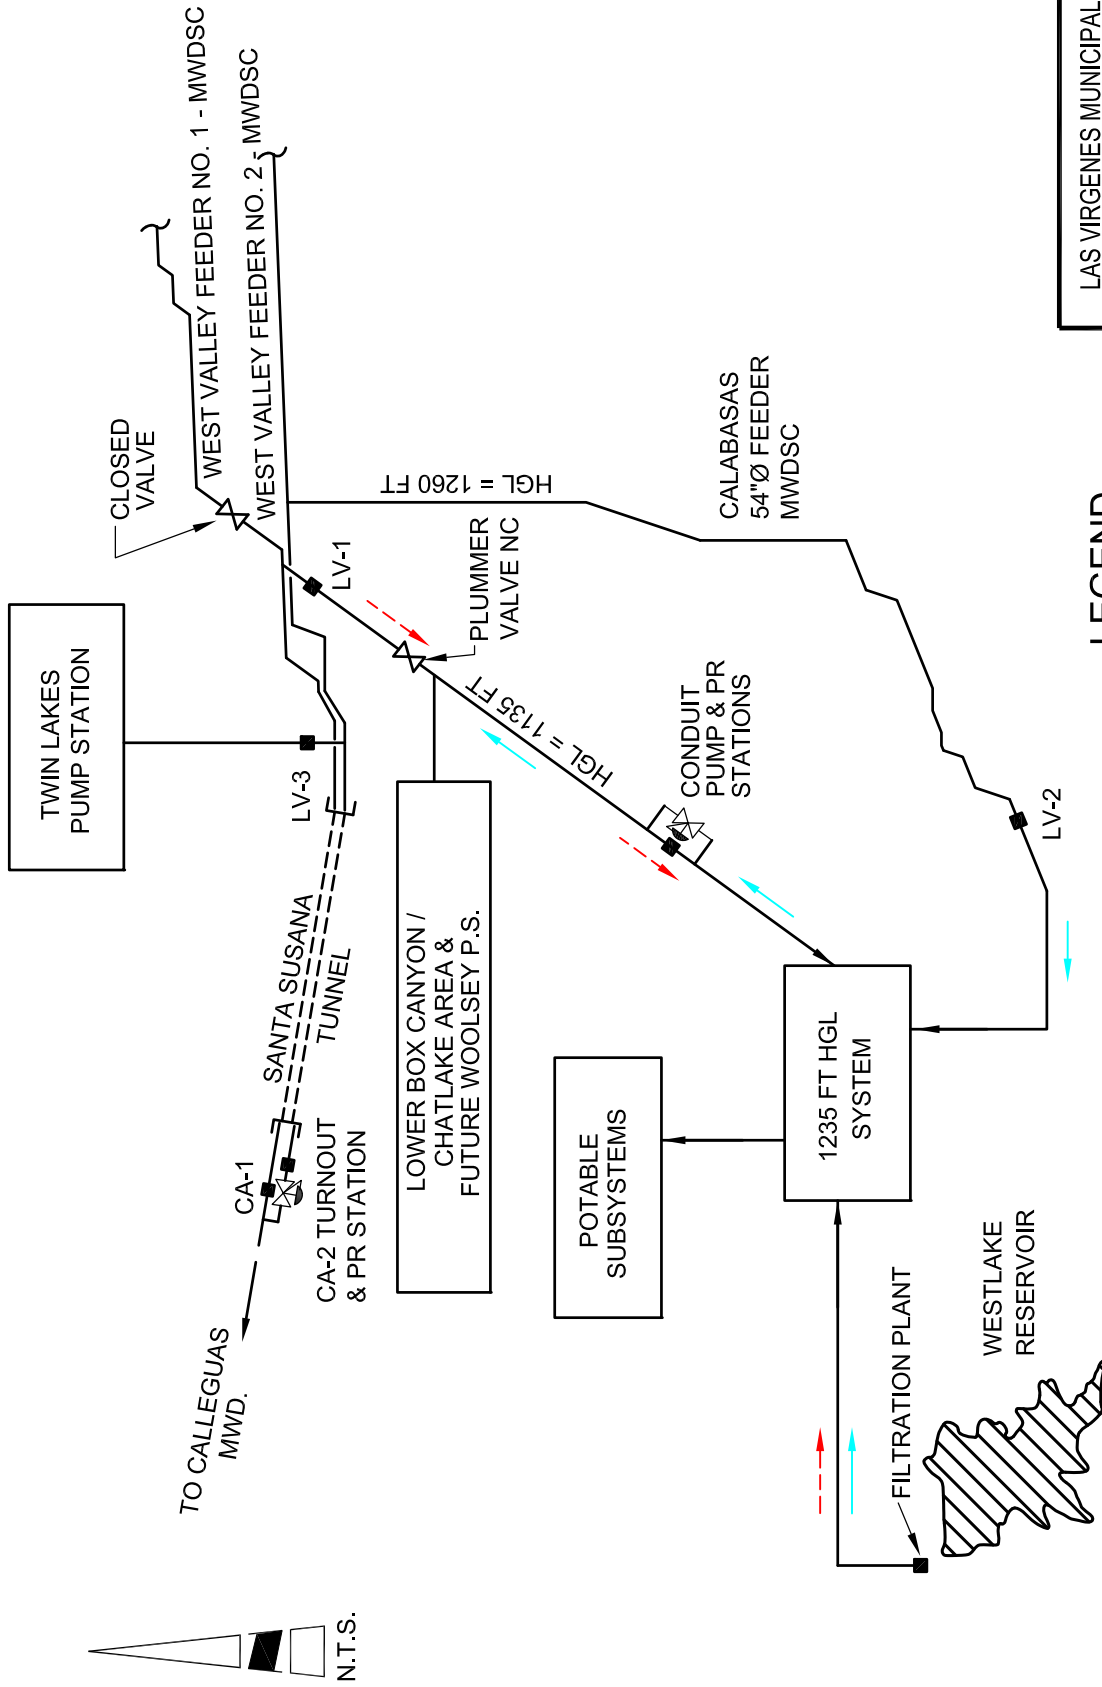 WEST VALLEY FEEDER NO. 1 - MWDSC
WEST VALLEY FEEDER NO. 2 - MWDSC
CLOSED
VALVE
TWIN LAKES
PUMP STATION
LV-3
LV-1
PLUMMER
VALVE NC
HGL = 1260 FT
CALABASAS
54"Ø FEEDER
MWDSC
HGL = 1135 FT
CONDUIT
PUMP & PR
STATIONS
LV-2
SANTA SUSANA
TUNNEL
CA-1
CA-2 TURNOUT
& PR STATION
TO CALLEGUAS
MWD.
LOWER BOX CANYON /
CHATLAKE AREA &
FUTURE WOOLSEY P.S.
POTABLE
SUBSYSTEMS
1235 FT HGL
SYSTEM
FILTRATION PLANT
WESTLAKE
RESERVOIR
N.T.S.
LAS VIRGENES MUNICIPAL
LEGEND